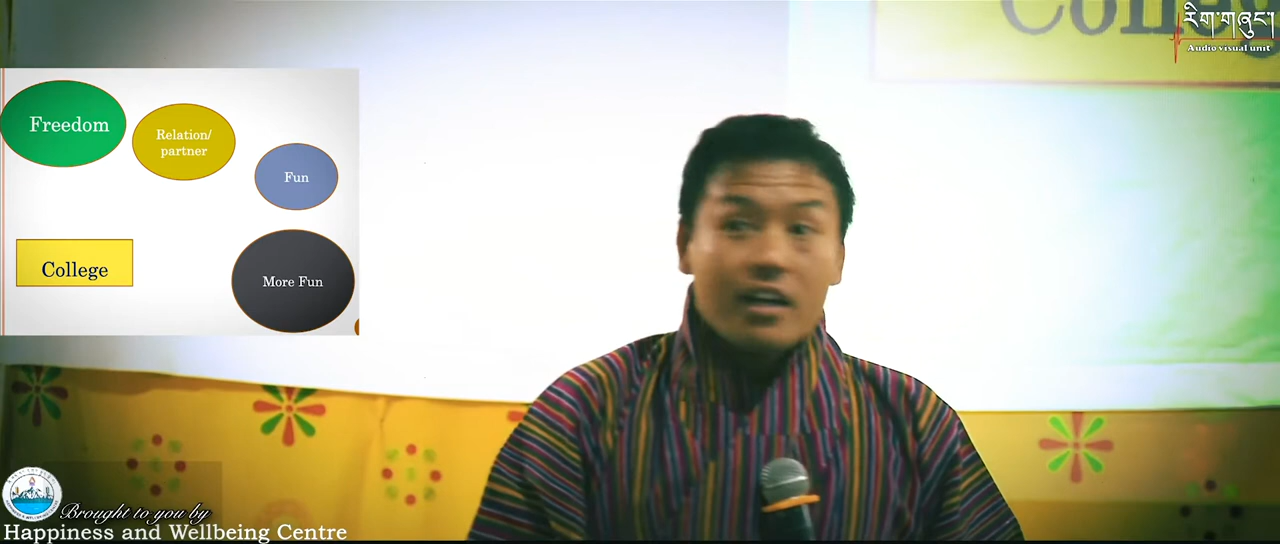 Freedom
Relation/
partner
Fun
College
More Fun
རིག་གཞུང་།
Audio visual unit
Brought to you by
Happiness and Wellbeing Centre